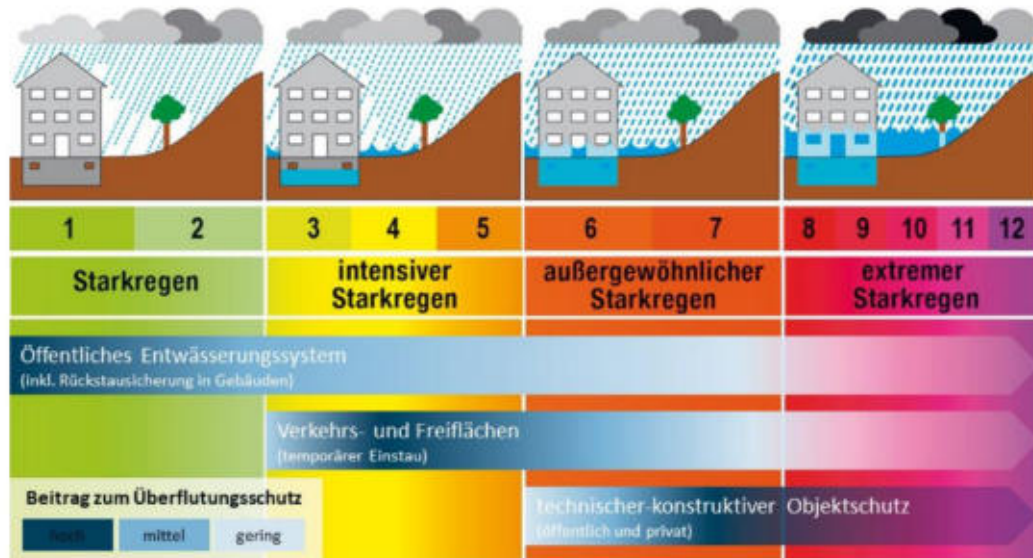 1 2 3 4 5 6 7 8 9 10 11 12
Starkregen
intensiver
Starkregen
außergewöhnlicher
Starkregen
extremer
Starkregen
Öffentliches Entwässerungssystem
(inkl. Rückstausicherung in Gebäuden)
Verkehrs- und Freiflächen
(temporärer Einstau)
technischer-konstruktiver Objektschutz
(öffentlich und privat)
Beitrag zum Überflutungsschutz
hoch mittel gering